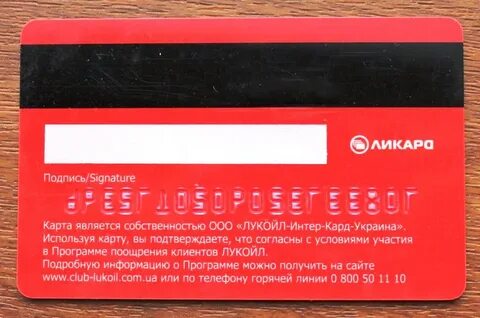 ЛИКАРД
Подпись/Signature
Карта является собственностью ООО «ЛУКОЙЛ-Интер-Кард-Украина».
Используя карту, вы подтверждаете, что согласны с условиями участия
в Программе поощрения клиентов ЛУКОЙЛ.
Подробную информацию о Программе можно получить на сайте
www.club-lukoil.com.ua или по телефону горячей линии 0 800 50 11 10